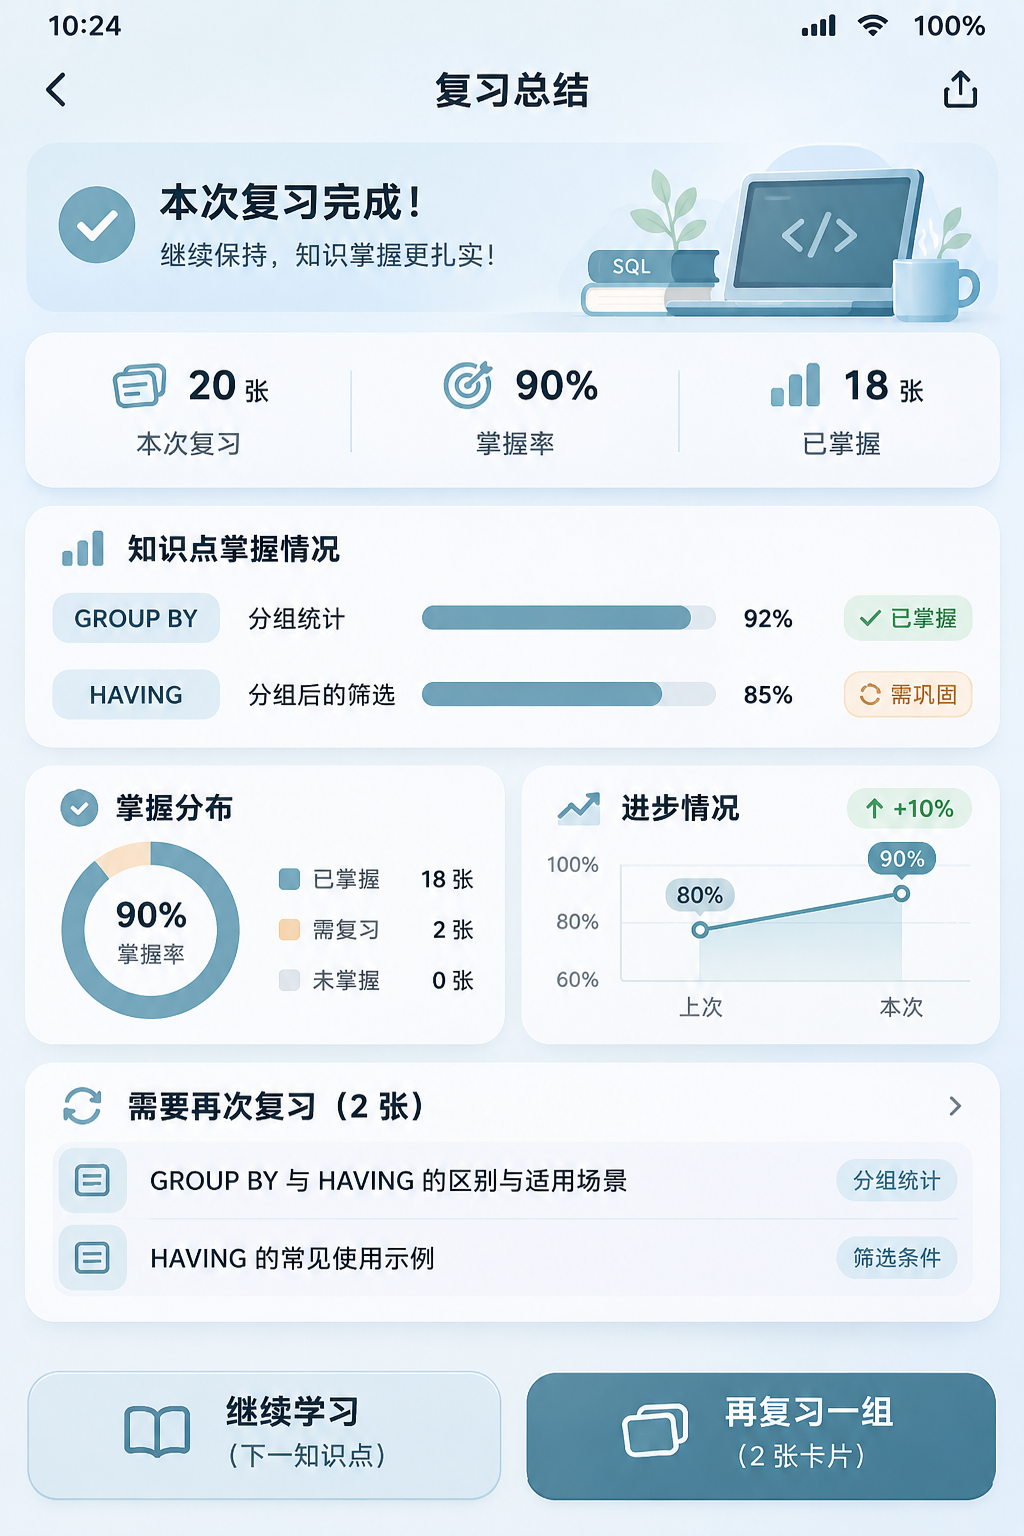 10:24 100%
复习总结
本次复习完成！
继续保持，知识掌握更扎实！
SQL
</>
20 张
本次复习
90%
掌握率
18 张
已掌握
知识点掌握情况
GROUP BY 分组统计 92% 已掌握
HAVING 分组后的筛选 85% 需巩固
掌握分布
90%
掌握率
已掌握 18 张
需复习 2 张
未掌握 0 张
进步情况 +10%
100%
80%
60%
80%
90%
上次 本次
需要再次复习（2 张）
GROUP BY 与 HAVING 的区别与适用场景 分组统计
HAVING 的常见使用示例 筛选条件
继续学习
（下一知识点）
再复习一组
（2 张卡片）